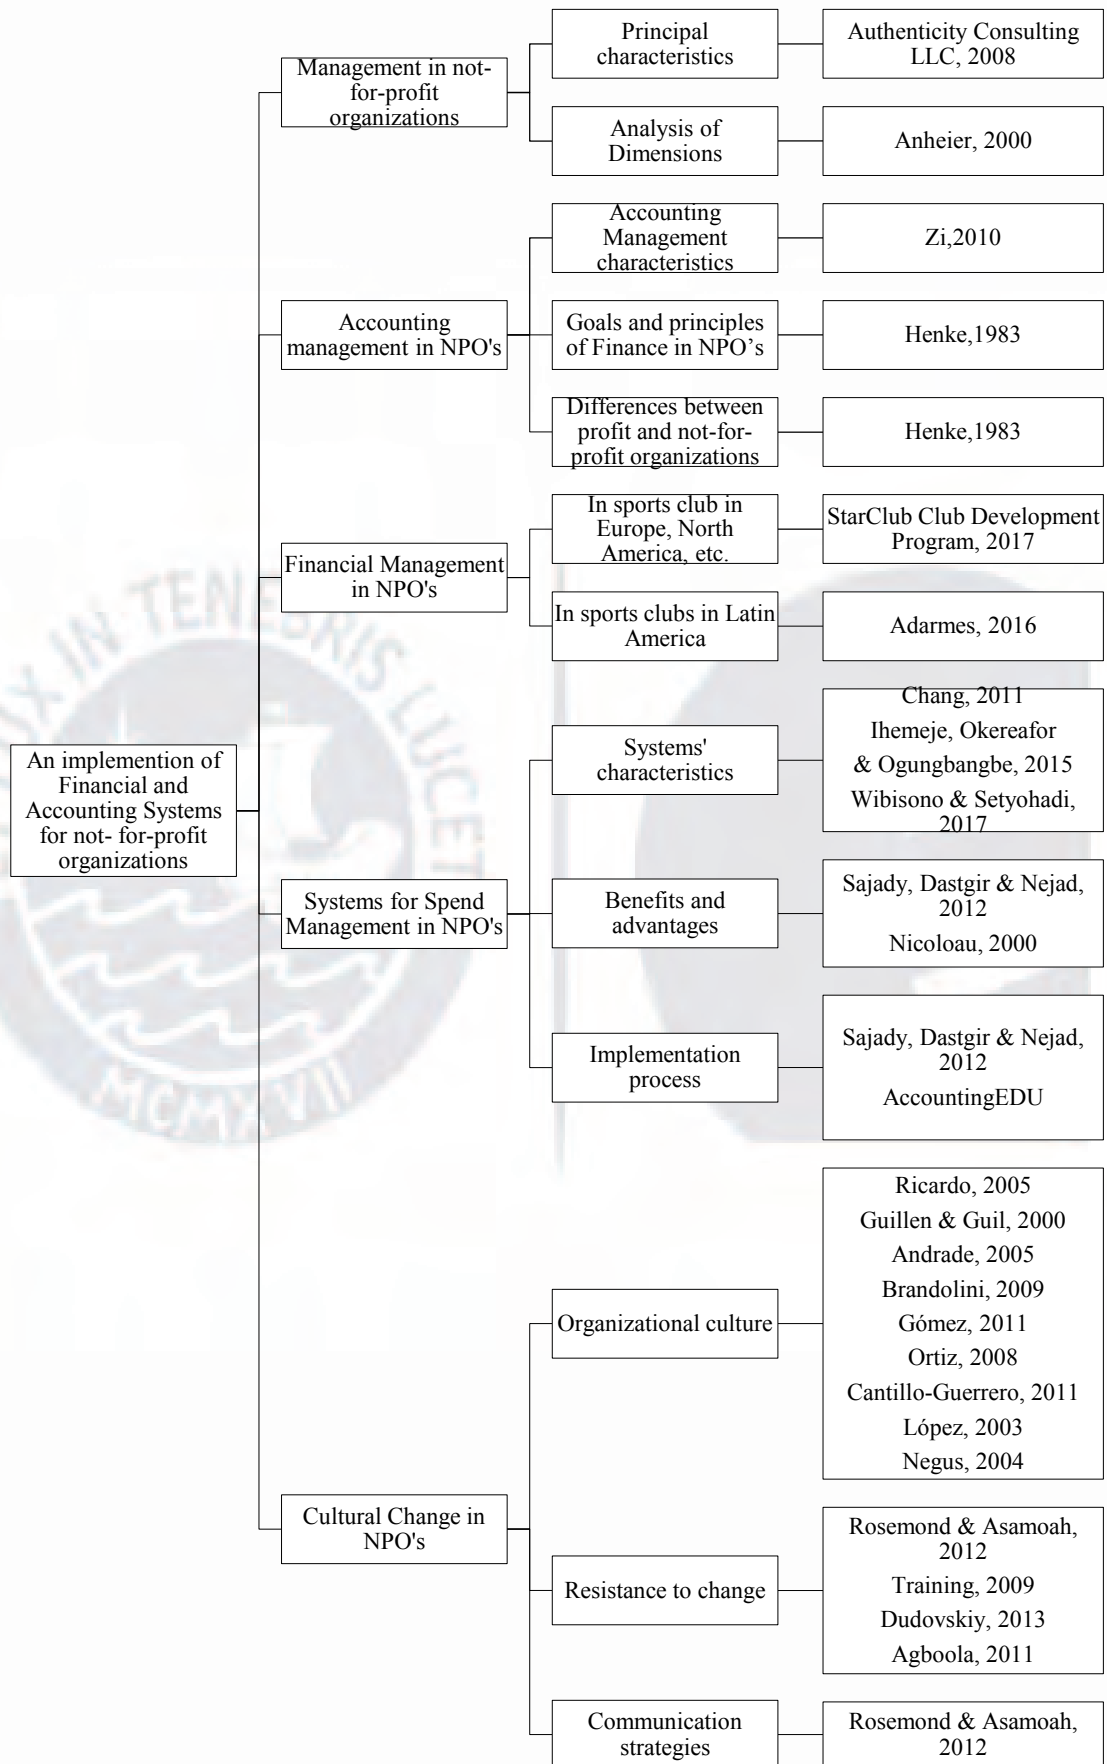 An implemention of
Financial and
Accounting Systems
for not- for-profit
organizations
Management in not-
for-profit
organizations
Principal
characteristics
Authenticity Consulting
LLC, 2008
Analysis of
Dimensions
Anheier, 2000
Accounting
management in NPO's
Accounting
Management
characteristics
Zi,2010
Goals and principles
of Finance in NPO’s
Henke,1983
Differences between
profit and not-for-
profit organizations
Henke,1983
Financial Management
in NPO's
In sports club in
Europe, North
America, etc.
StarClub Club Development
Program, 2017
In sports clubs in Latin
America
Adarmes, 2016
Systems for Spend
Management in NPO's
Systems'
characteristics
Chang, 2011
Ihemeje, Okereafor
& Ogungbangbe, 2015
Wibisono & Setyohadi,
2017
Benefits and
advantages
Sajady, Dastgir & Nejad,
2012
Nicoloau, 2000
Implementation
process
Sajady, Dastgir & Nejad,
2012
AccountingEDU
Cultural Change in
NPO's
Organizational culture
Ricardo, 2005
Guillen & Guil, 2000
Andrade, 2005
Brandolini, 2009
Gómez, 2011
Ortiz, 2008
Cantillo-Guerrero, 2011
López, 2003
Negus, 2004
Resistance to change
Rosemond & Asamoah,
2012
Training, 2009
Dudovskiy, 2013
Agboola, 2011
Communication
strategies
Rosemond & Asamoah,
2012
UX IN TENEBRIS LUCET
MCMXVII